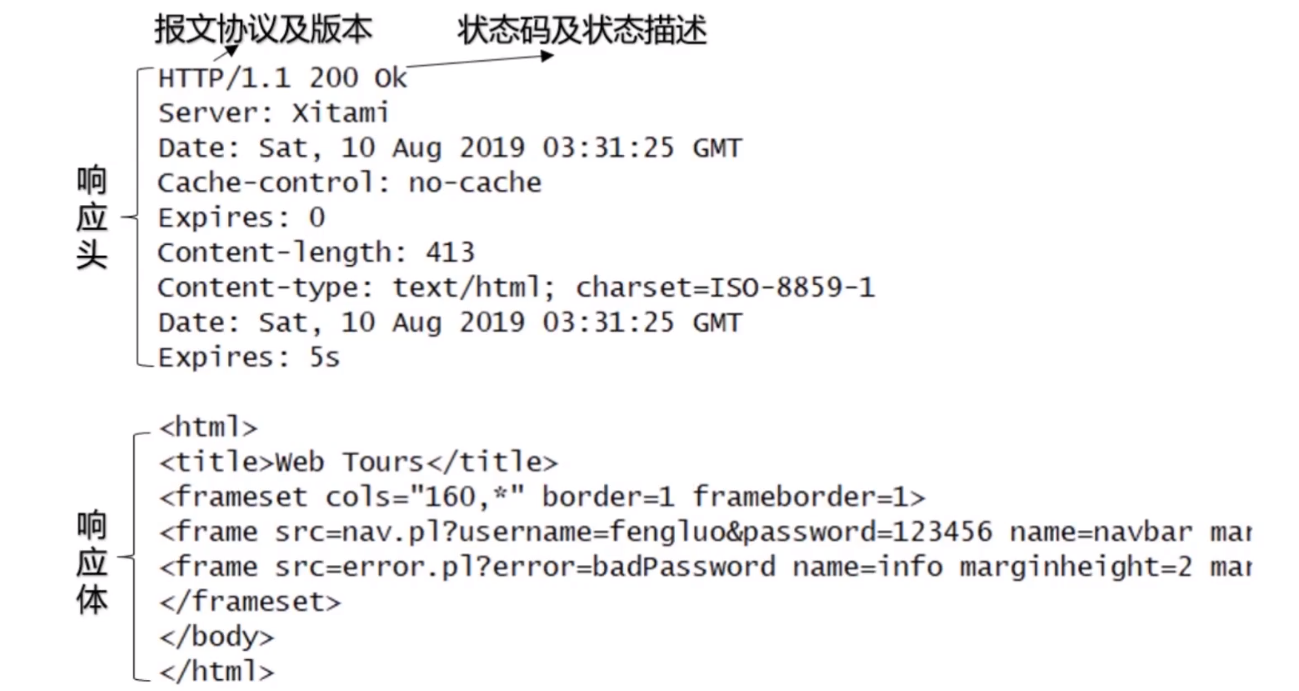 报文协议及版本 状态码及状态描述
HTTP/1.1 200 Ok
Server: Xitami
Date: Sat, 10 Aug 2019 03:31:25 GMT
Cache-control: no-cache
Expires: 0
Content-length: 413
Content-type: text/html; charset=ISO-8859-1
Date: Sat, 10 Aug 2019 03:31:25 GMT
Expires: 5s
响应头
<html>
<title>Web Tours</title>
<frameset cols="160,*" border=1 frameborder=1>
<frame src=nav.pl?username=fengluo&password=123456 name=navbar mar
<frame src=error.pl?error=badPassword name=info marginheight=2 mar
</frameset>
</body>
</html>
响应体